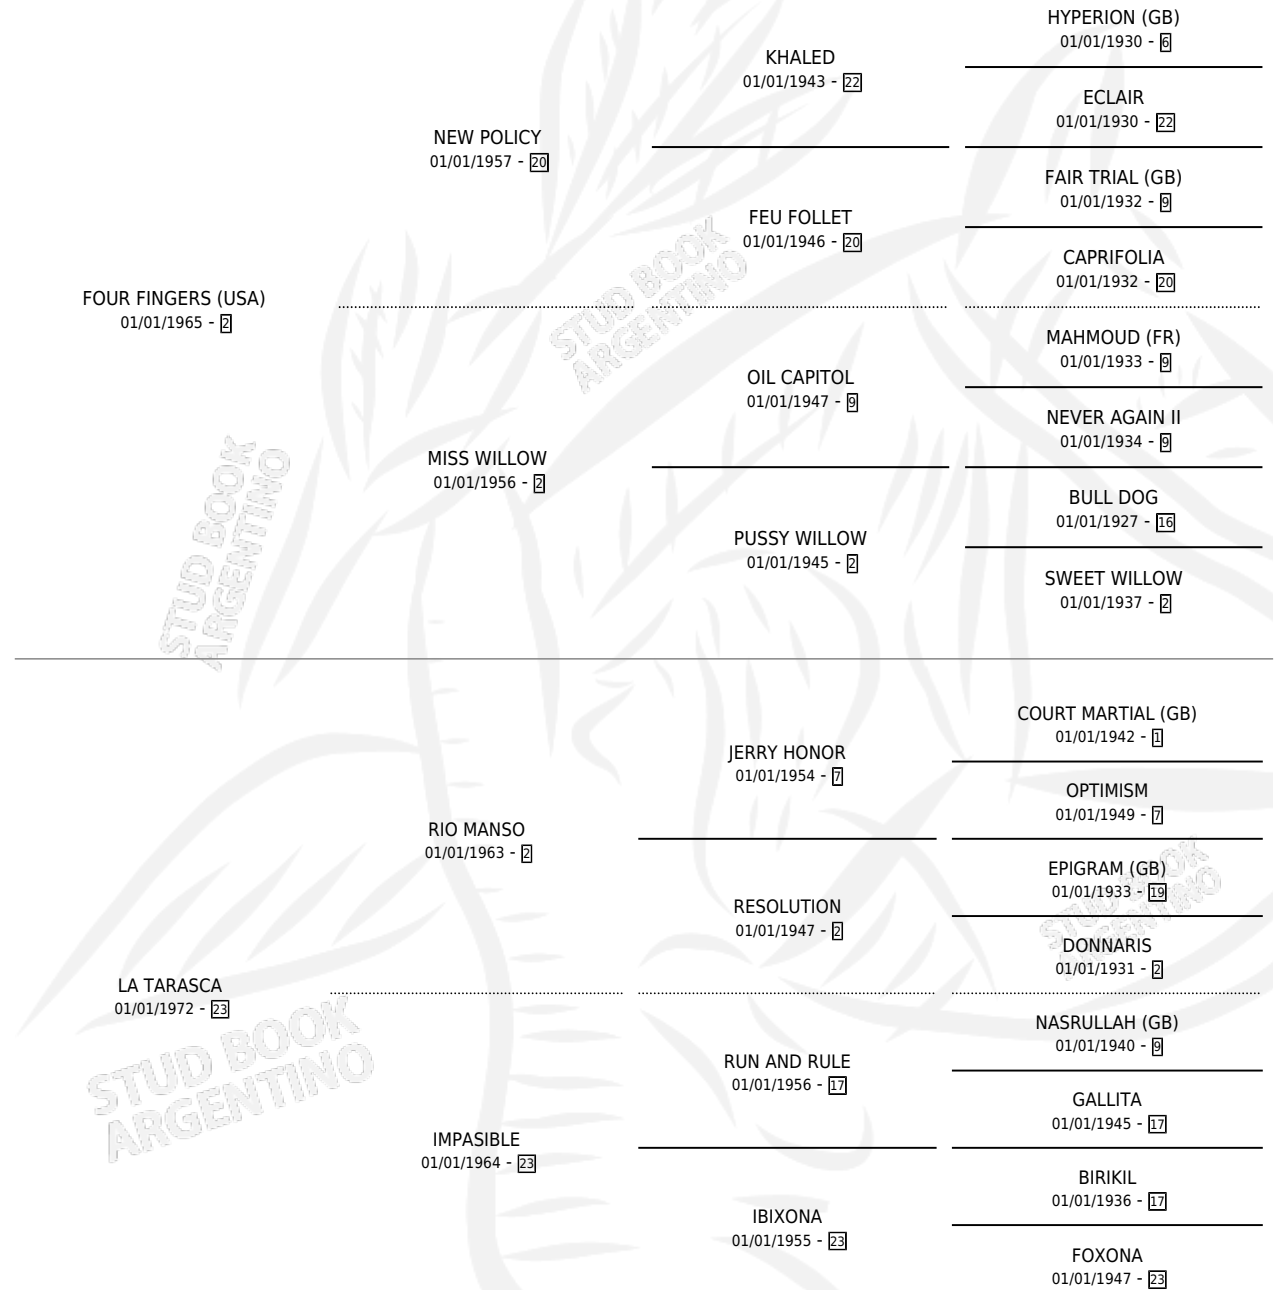 HYPERION (GB)
01/01/1930 - 6
KHALED
01/01/1943 - 22
ECLAIR
01/01/1930 - 22
NEW POLICY
01/01/1957 - 20
FAIR TRIAL (GB)
01/01/1932 - 9
FEU FOLLET
01/01/1946 - 20
CAPRIFOLIA
01/01/1932 - 20
FOUR FINGERS (USA)
01/01/1965 - 2
MAHMOUD (FR)
01/01/1933 - 9
OIL CAPITOL
01/01/1947 - 9
NEVER AGAIN II
01/01/1934 - 9
MISS WILLOW
01/01/1956 - 2
BULL DOG
01/01/1927 - 16
PUSSY WILLOW
01/01/1945 - 2
SWEET WILLOW
01/01/1937 - 2
COURT MARTIAL (GB)
01/01/1942 - 1
JERRY HONOR
01/01/1954 - 7
OPTIMISM
01/01/1949 - 7
RIO MANSO
01/01/1963 - 2
EPIGRAM (GB)
01/01/1933 - 19
RESOLUTION
01/01/1947 - 2
DONNARIS
01/01/1931 - 2
LA TARASCA
01/01/1972 - 23
NASRULLAH (GB)
01/01/1940 - 9
RUN AND RULE
01/01/1956 - 17
GALLITA
01/01/1945 - 17
IMPASIBLE
01/01/1964 - 23
BIRIKIL
01/01/1936 - 17
IBIXONA
01/01/1955 - 23
FOXONA
01/01/1947 - 23
STUD BOOK
ARGENTINO
STUD BOOK
ARGENTINO
STUD BOOK
ARGENTINO
STUD BOOK
ARGENTINO